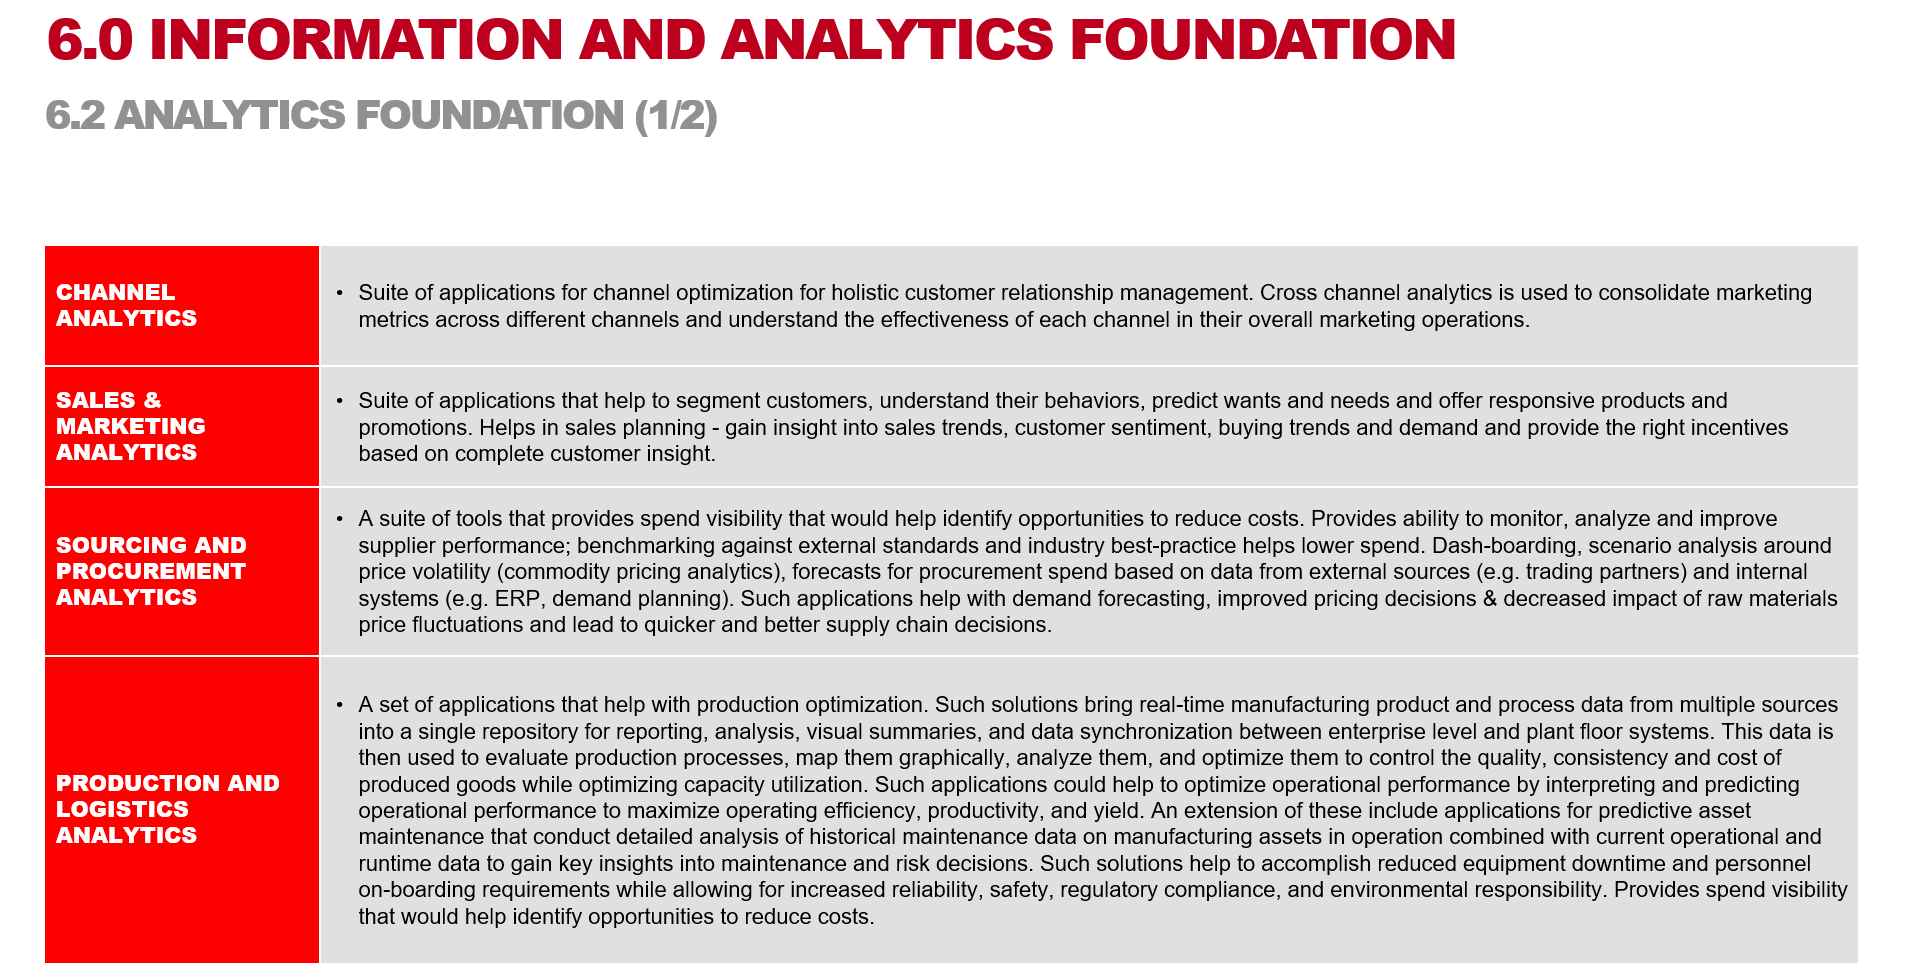 6.0 INFORMATION AND ANALYTICS FOUNDATION
6.2 ANALYTICS FOUNDATION (1/2)
CHANNEL
ANALYTICS
• Suite of applications for channel optimization for holistic customer relationship management. Cross channel analytics is used to consolidate marketing
metrics across different channels and understand the effectiveness of each channel in their overall marketing operations.
SALES &
MARKETING
ANALYTICS
• Suite of applications that help to segment customers, understand their behaviors, predict wants and needs and offer responsive products and
promotions. Helps in sales planning - gain insight into sales trends, customer sentiment, buying trends and demand and provide the right incentives
based on complete customer insight.
SOURCING AND
PROCUREMENT
ANALYTICS
• A suite of tools that provides spend visibility that would help identify opportunities to reduce costs. Provides ability to monitor, analyze and improve
supplier performance; benchmarking against external standards and industry best-practice helps lower spend. Dash-boarding, scenario analysis around
price volatility (commodity pricing analytics), forecasts for procurement spend based on data from external sources (e.g. trading partners) and internal
systems (e.g. ERP, demand planning). Such applications help with demand forecasting, improved pricing decisions & decreased impact of raw materials
price fluctuations and lead to quicker and better supply chain decisions.
PRODUCTION AND
LOGISTICS
ANALYTICS
• A set of applications that help with production optimization. Such solutions bring real-time manufacturing product and process data from multiple sources
into a single repository for reporting, analysis, visual summaries, and data synchronization between enterprise level and plant floor systems. This data is
then used to evaluate production processes, map them graphically, analyze them, and optimize them to control the quality, consistency and cost of
produced goods while optimizing capacity utilization. Such applications could help to optimize operational performance by interpreting and predicting
operational performance to maximize operating efficiency, productivity, and yield. An extension of these include applications for predictive asset
maintenance that conduct detailed analysis of historical maintenance data on manufacturing assets in operation combined with current operational and
runtime data to gain key insights into maintenance and risk decisions. Such solutions help to accomplish reduced equipment downtime and personnel
on-boarding requirements while allowing for increased reliability, safety, regulatory compliance, and environmental responsibility. Provides spend visibility
that would help identify opportunities to reduce costs.